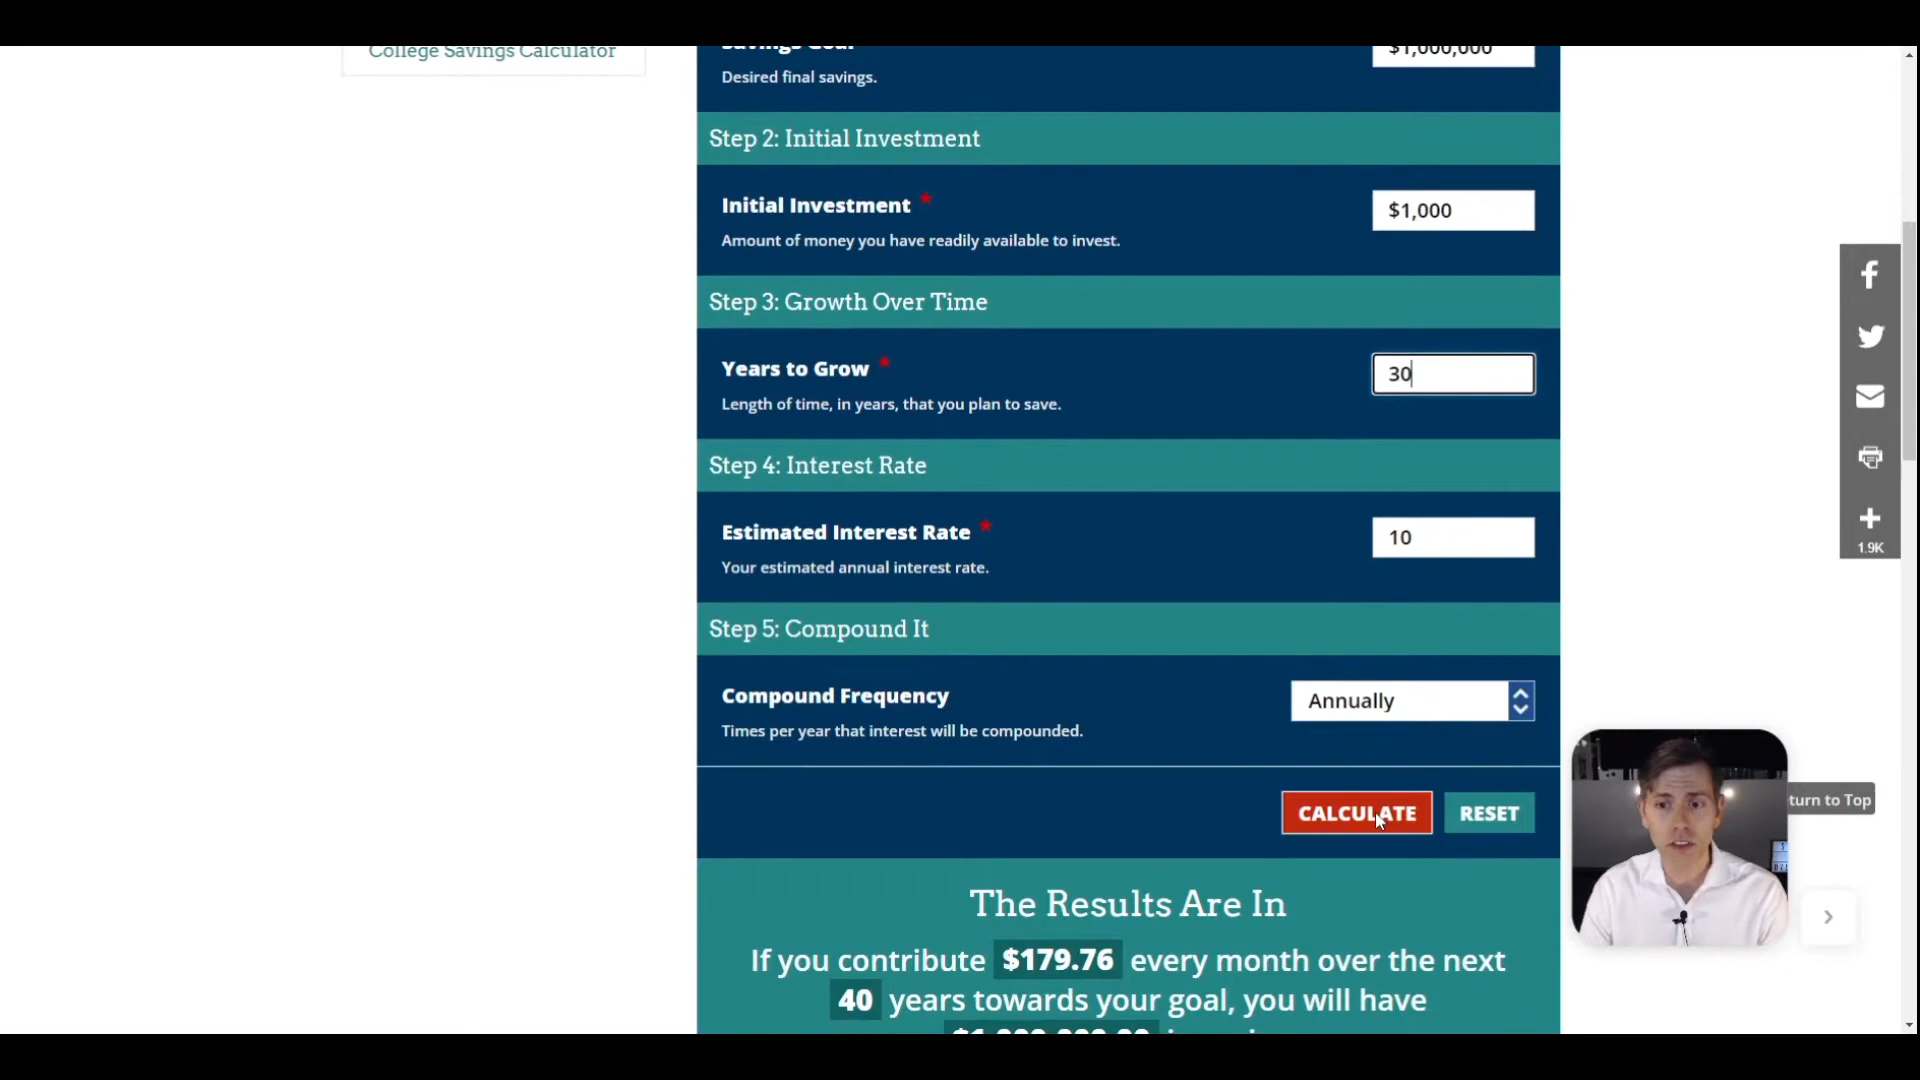 College Savings Calculator
Savings Goal
$1,000,000
Desired final savings.
Step 2: Initial Investment
Initial Investment *
$1,000
Amount of money you have readily available to invest.
Step 3: Growth Over Time
Years to Grow *
30
Length of time, in years, that you plan to save.
Step 4: Interest Rate
Estimated Interest Rate *
10
Your estimated annual interest rate.
1.9K
Step 5: Compound It
Compound Frequency
Annually
Times per year that interest will be compounded.
CALCULATE
RESET
turn to Top
The Results Are In
If you contribute $179.76 every month over the next
40 years towards your goal, you will have